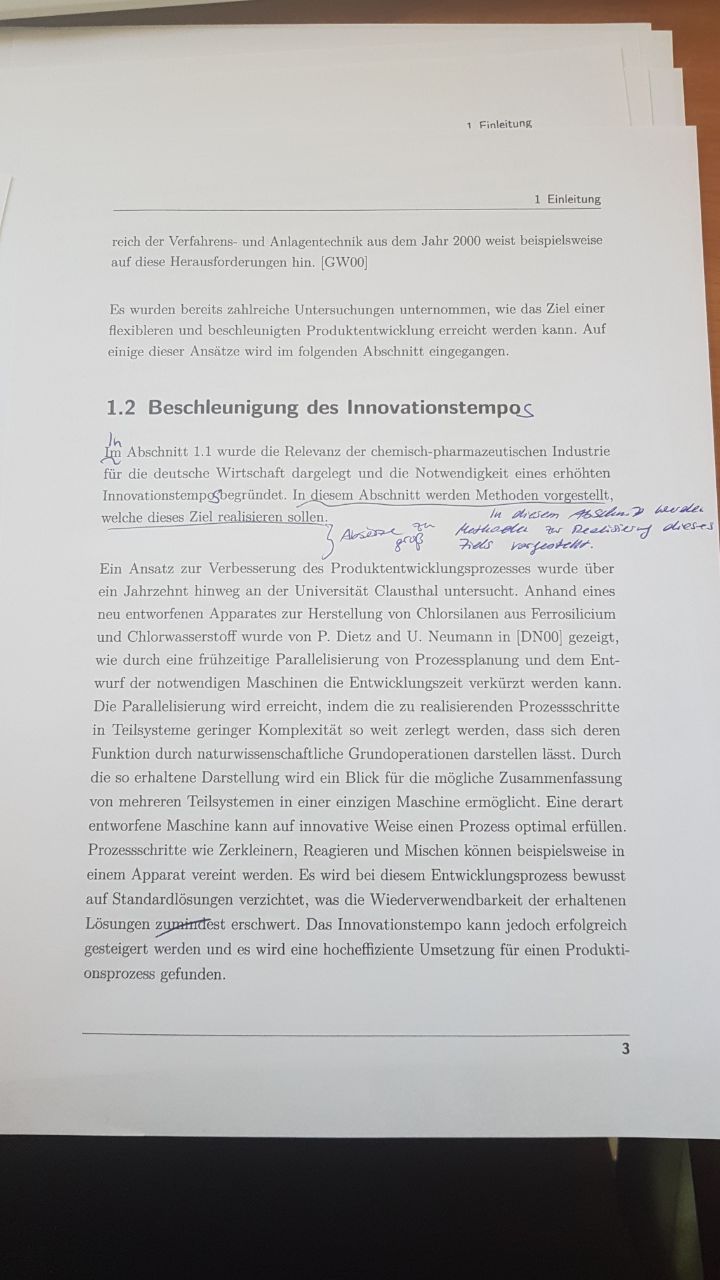 1 Einleitung
1 Einleitung
reich der Verfahrens- und Anlagentechnik aus dem Jahr 2000 weist beispielsweise
auf diese Herausforderungen hin. [GW00]
Es wurden bereits zahlreiche Untersuchungen unternommen, wie das Ziel einer
flexibleren und beschleunigten Produktentwicklung erreicht werden kann. Auf
einige dieser Ansätze wird im folgenden Abschnitt eingegangen.
1.2 Beschleunigung des Innovationstempos
In
Im Abschnitt 1.1 wurde die Relevanz der chemisch-pharmazeutischen Industrie
für die deutsche Wirtschaft dargelegt und die Notwendigkeit eines erhöhten
Innovationstempos begründet. In diesem Abschnitt werden Methoden vorgestellt,
welche dieses Ziel realisieren sollen.
In diesem Abschnitt werden
Methoden zur Realisierung dieses
Ziels vorgestellt.
Absätze zu
groß
Ein Ansatz zur Verbesserung des Produktentwicklungsprozesses wurde über
ein Jahrzehnt hinweg an der Universität Clausthal untersucht. Anhand eines
neu entworfenen Apparates zur Herstellung von Chlorsilanen aus Ferrosilicium
und Chlorwasserstoff wurde von P. Dietz and U. Neumann in [DN00] gezeigt,
wie durch eine frühzeitige Parallelisierung von Prozessplanung und dem Ent-
wurf der notwendigen Maschinen die Entwicklungszeit verkürzt werden kann.
Die Parallelisierung wird erreicht, indem die zu realisierenden Prozessschritte
in Teilsysteme geringer Komplexität so weit zerlegt werden, dass sich deren
Funktion durch naturwissenschaftliche Grundoperationen darstellen lässt. Durch
die so erhaltene Darstellung wird ein Blick für die mögliche Zusammenfassung
von mehreren Teilsystemen in einer einzigen Maschine ermöglicht. Eine derart
entworfene Maschine kann auf innovative Weise einen Prozess optimal erfüllen.
Prozessschritte wie Zerkleinern, Reagieren und Mischen können beispielsweise in
einem Apparat vereint werden. Es wird bei diesem Entwicklungsprozess bewusst
auf Standardlösungen verzichtet, was die Wiederverwendbarkeit der erhaltenen
Lösungen zumindest erschwert. Das Innovationstempo kann jedoch erfolgreich
gesteigert werden und es wird eine hocheffiziente Umsetzung für einen Produkti-
onsprozess gefunden.
3